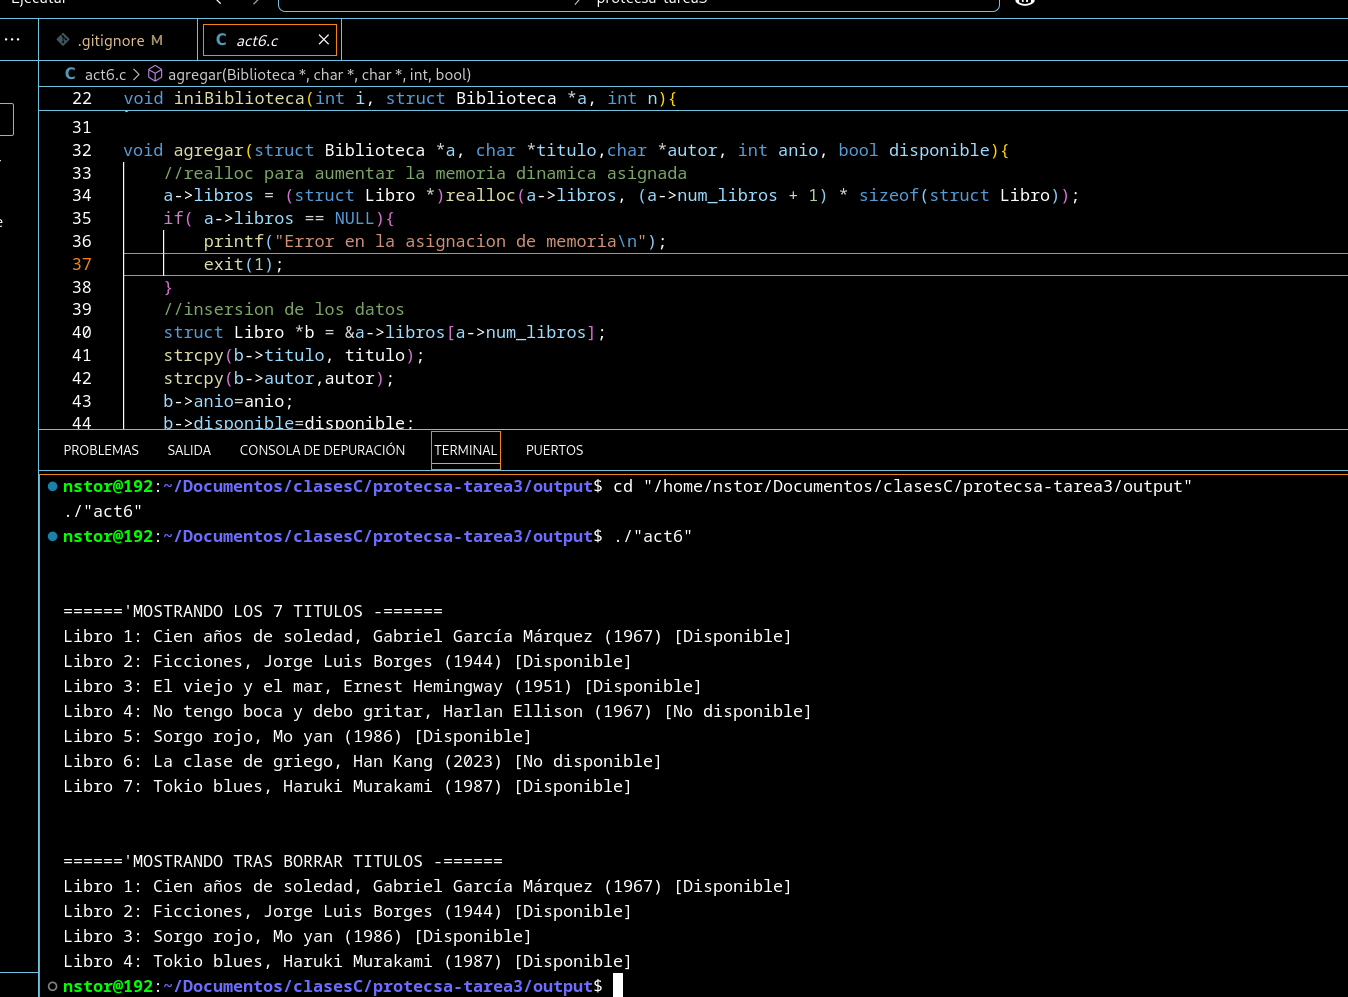 Ejecutar
protecsa-tarea3
... .gitignore M C act6.c ×
C act6.c > agregar(Biblioteca *, char *, char *, int, bool)
22 void iniBiblioteca(int i, struct Biblioteca *a, int n){
31
32 void agregar(struct Biblioteca *a, char *titulo,char *autor, int anio, bool disponible){
33 //realloc para aumentar la memoria dinamica asignada
34 a->libros = (struct Libro *)realloc(a->libros, (a->num_libros + 1) * sizeof(struct Libro));
35 if( a->libros == NULL){
36 printf("Error en la asignacion de memoria\n");
37 exit(1);
38 }
39 //insersion de los datos
40 struct Libro *b = &a->libros[a->num_libros];
41 strcpy(b->titulo, titulo);
42 strcpy(b->autor,autor);
43 b->anio=anio;
44 b->disponible=disponible;
PROBLEMAS SALIDA CONSOLA DE DEPURACIÓN TERMINAL PUERTOS
nstor@192:~/Documentos/clasesC/protecsa-tarea3/output$ cd "/home/nstor/Documentos/clasesC/protecsa-tarea3/output"
./"act6"
nstor@192:~/Documentos/clasesC/protecsa-tarea3/output$ ./"act6"
======'MOSTRANDO LOS 7 TITULOS -======
Libro 1: Cien años de soledad, Gabriel García Márquez (1967) [Disponible]
Libro 2: Ficciones, Jorge Luis Borges (1944) [Disponible]
Libro 3: El viejo y el mar, Ernest Hemingway (1951) [Disponible]
Libro 4: No tengo boca y debo gritar, Harlan Ellison (1967) [No disponible]
Libro 5: Sorgo rojo, Mo yan (1986) [Disponible]
Libro 6: La clase de griego, Han Kang (2023) [No disponible]
Libro 7: Tokio blues, Haruki Murakami (1987) [Disponible]
======'MOSTRANDO TRAS BORRAR TITULOS -======
Libro 1: Cien años de soledad, Gabriel García Márquez (1967) [Disponible]
Libro 2: Ficciones, Jorge Luis Borges (1944) [Disponible]
Libro 3: Sorgo rojo, Mo yan (1986) [Disponible]
Libro 4: Tokio blues, Haruki Murakami (1987) [Disponible]
nstor@192:~/Documentos/clasesC/protecsa-tarea3/output$